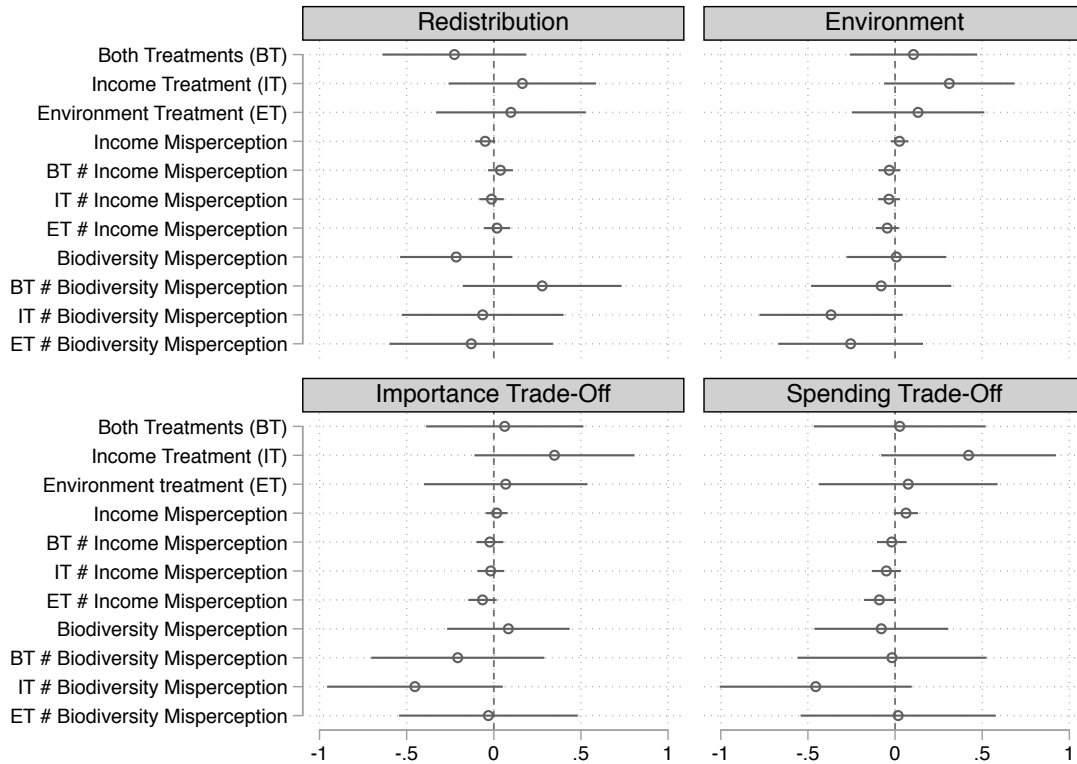 Redistribution Environment
Both Treatments (BT)
Income Treatment (IT)
Environment Treatment (ET)
Income Misperception
BT # Income Misperception
IT # Income Misperception
ET # Income Misperception
Biodiversity Misperception
BT # Biodiversity Misperception
IT # Biodiversity Misperception
ET # Biodiversity Misperception
Importance Trade-Off Spending Trade-Off
Both Treatments (BT)
Income Treatment (IT)
Environment treatment (ET)
Income Misperception
BT # Income Misperception
IT # Income Misperception
ET # Income Misperception
Biodiversity Misperception
BT # Biodiversity Misperception
IT # Biodiversity Misperception
ET # Biodiversity Misperception
-1 -.5 0 .5 1 -1 -.5 0 .5 1